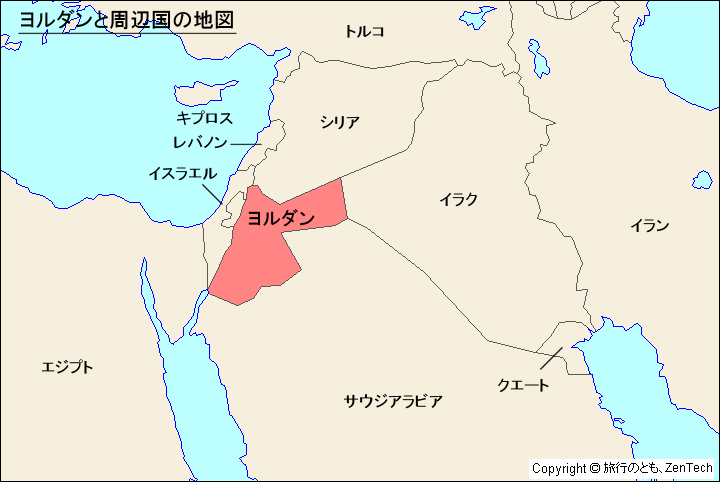 ヨルダンと周辺国の地図
トルコ
キプロス
シリア
レバノン
イスラエル
イラク
ヨルダン
イラン
エジプト
クエート
サウジアラビア
Copyright © 旅行のとも、ZenTech